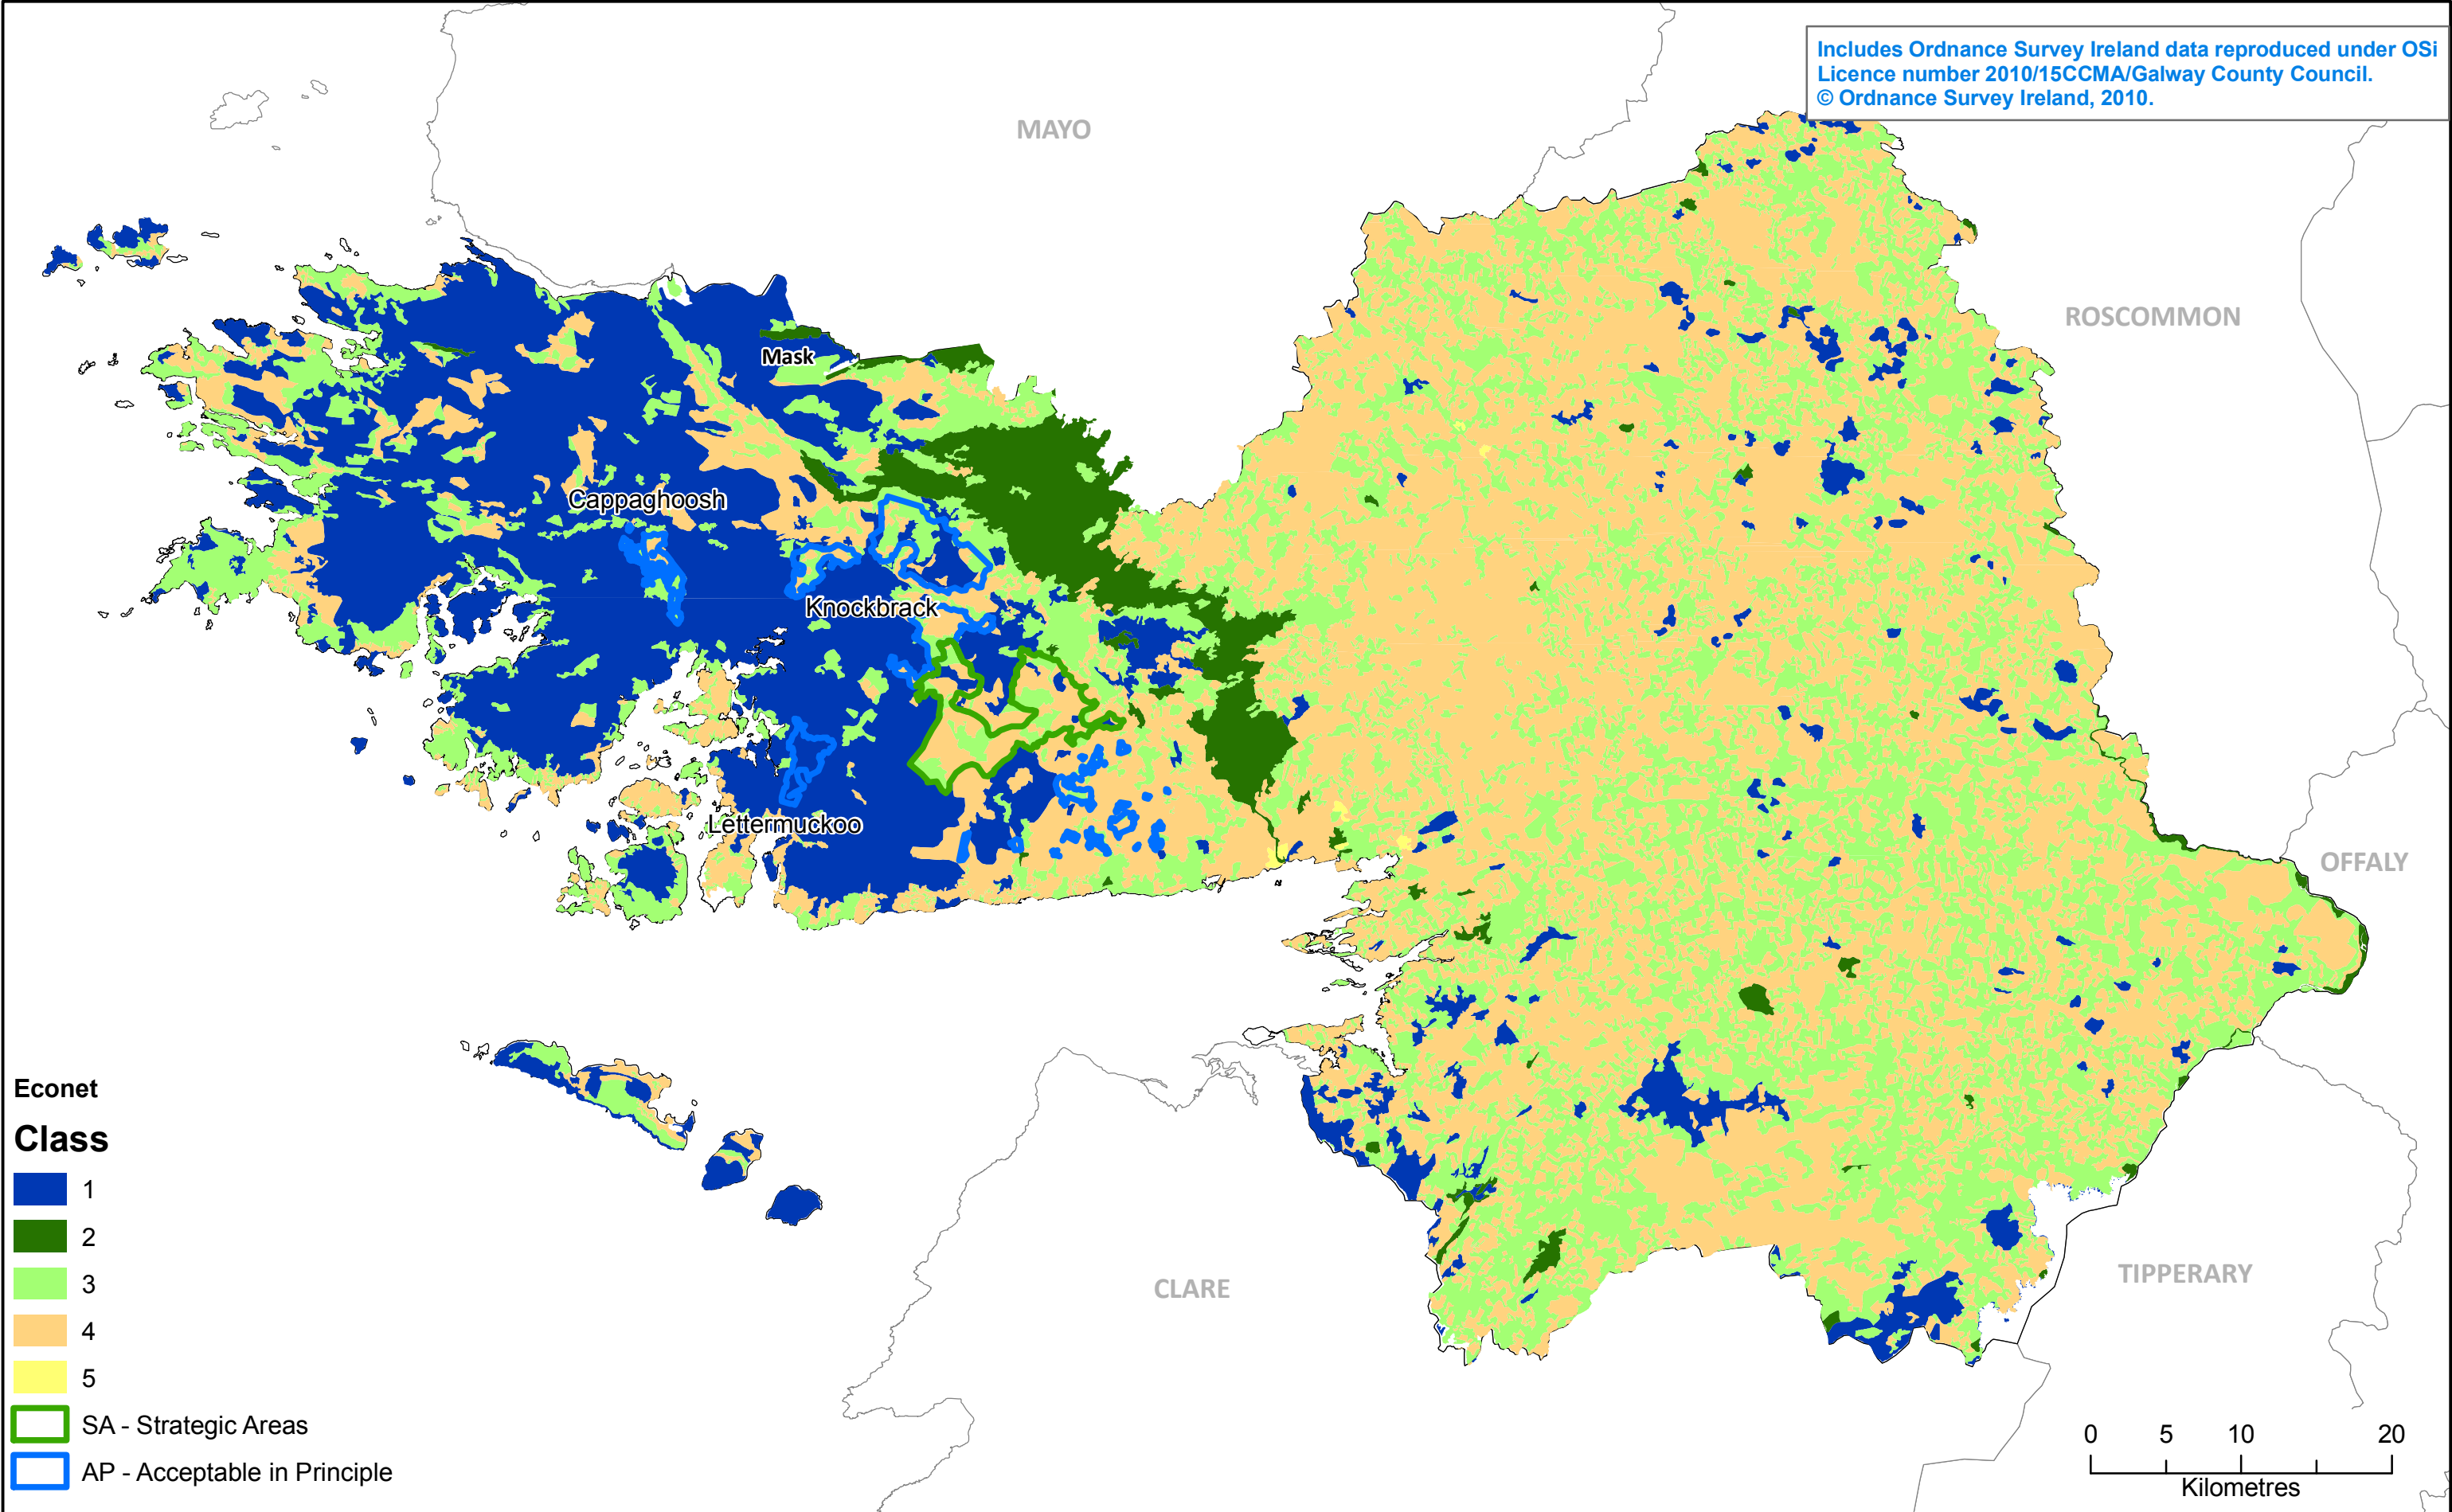 Includes Ordnance Survey Ireland data reproduced under OSi
Licence number 2010/15CCMA/Galway County Council.
© Ordnance Survey Ireland, 2010.
MAYO
ROSCOMMON
Mask
Cappaghoosh
Knockbrack
Lettermuckoo
OFFALY
CLARE
TIPPERARY
Econet
Class
1
2
3
4
5
SA - Strategic Areas
AP - Acceptable in Principle
0 5 10 20
Kilometres